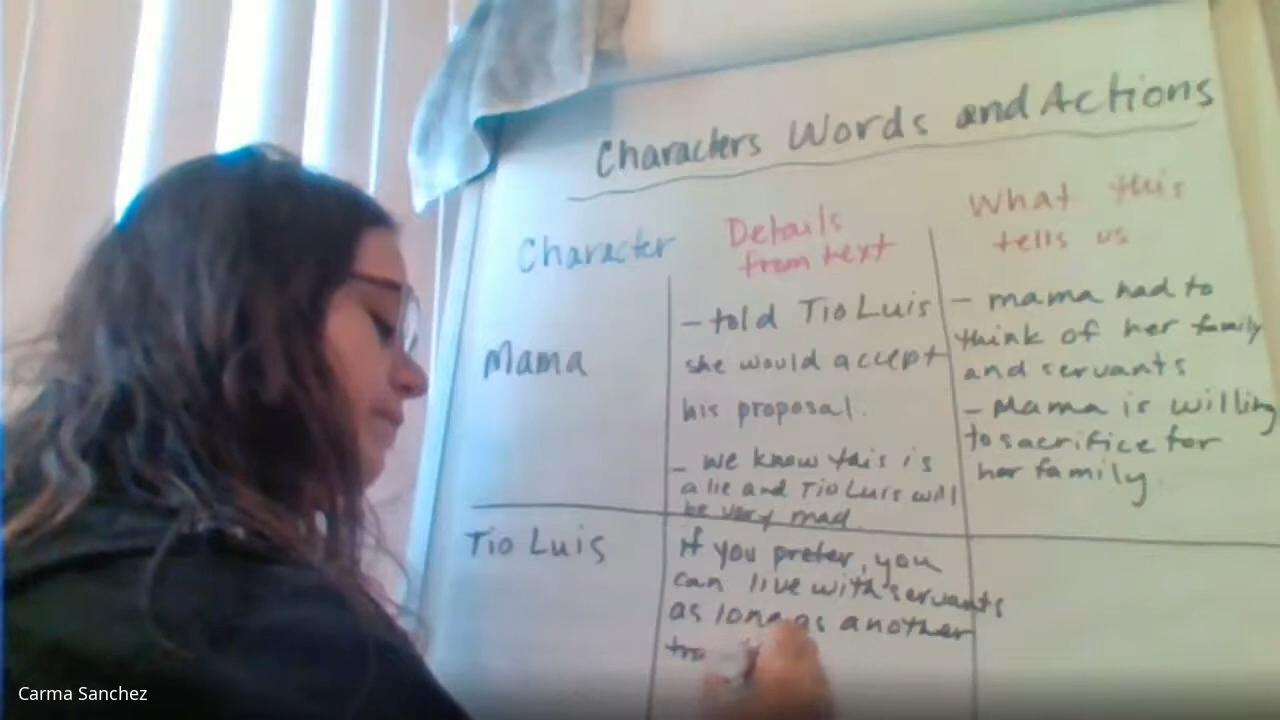 Characters Words and Actions
Character
Details
from text
What this
tells us
Mama
- told Tio Luis
she would accept
his proposal.
- we know this is
a lie and Tio Luis will
be very mad.
- mama had to
think of her family
and servants
- Mama is willing
to sacrifice for
her family.
Tio Luis
if you prefer, you
can live with servants
as long as another
Carma Sanchez